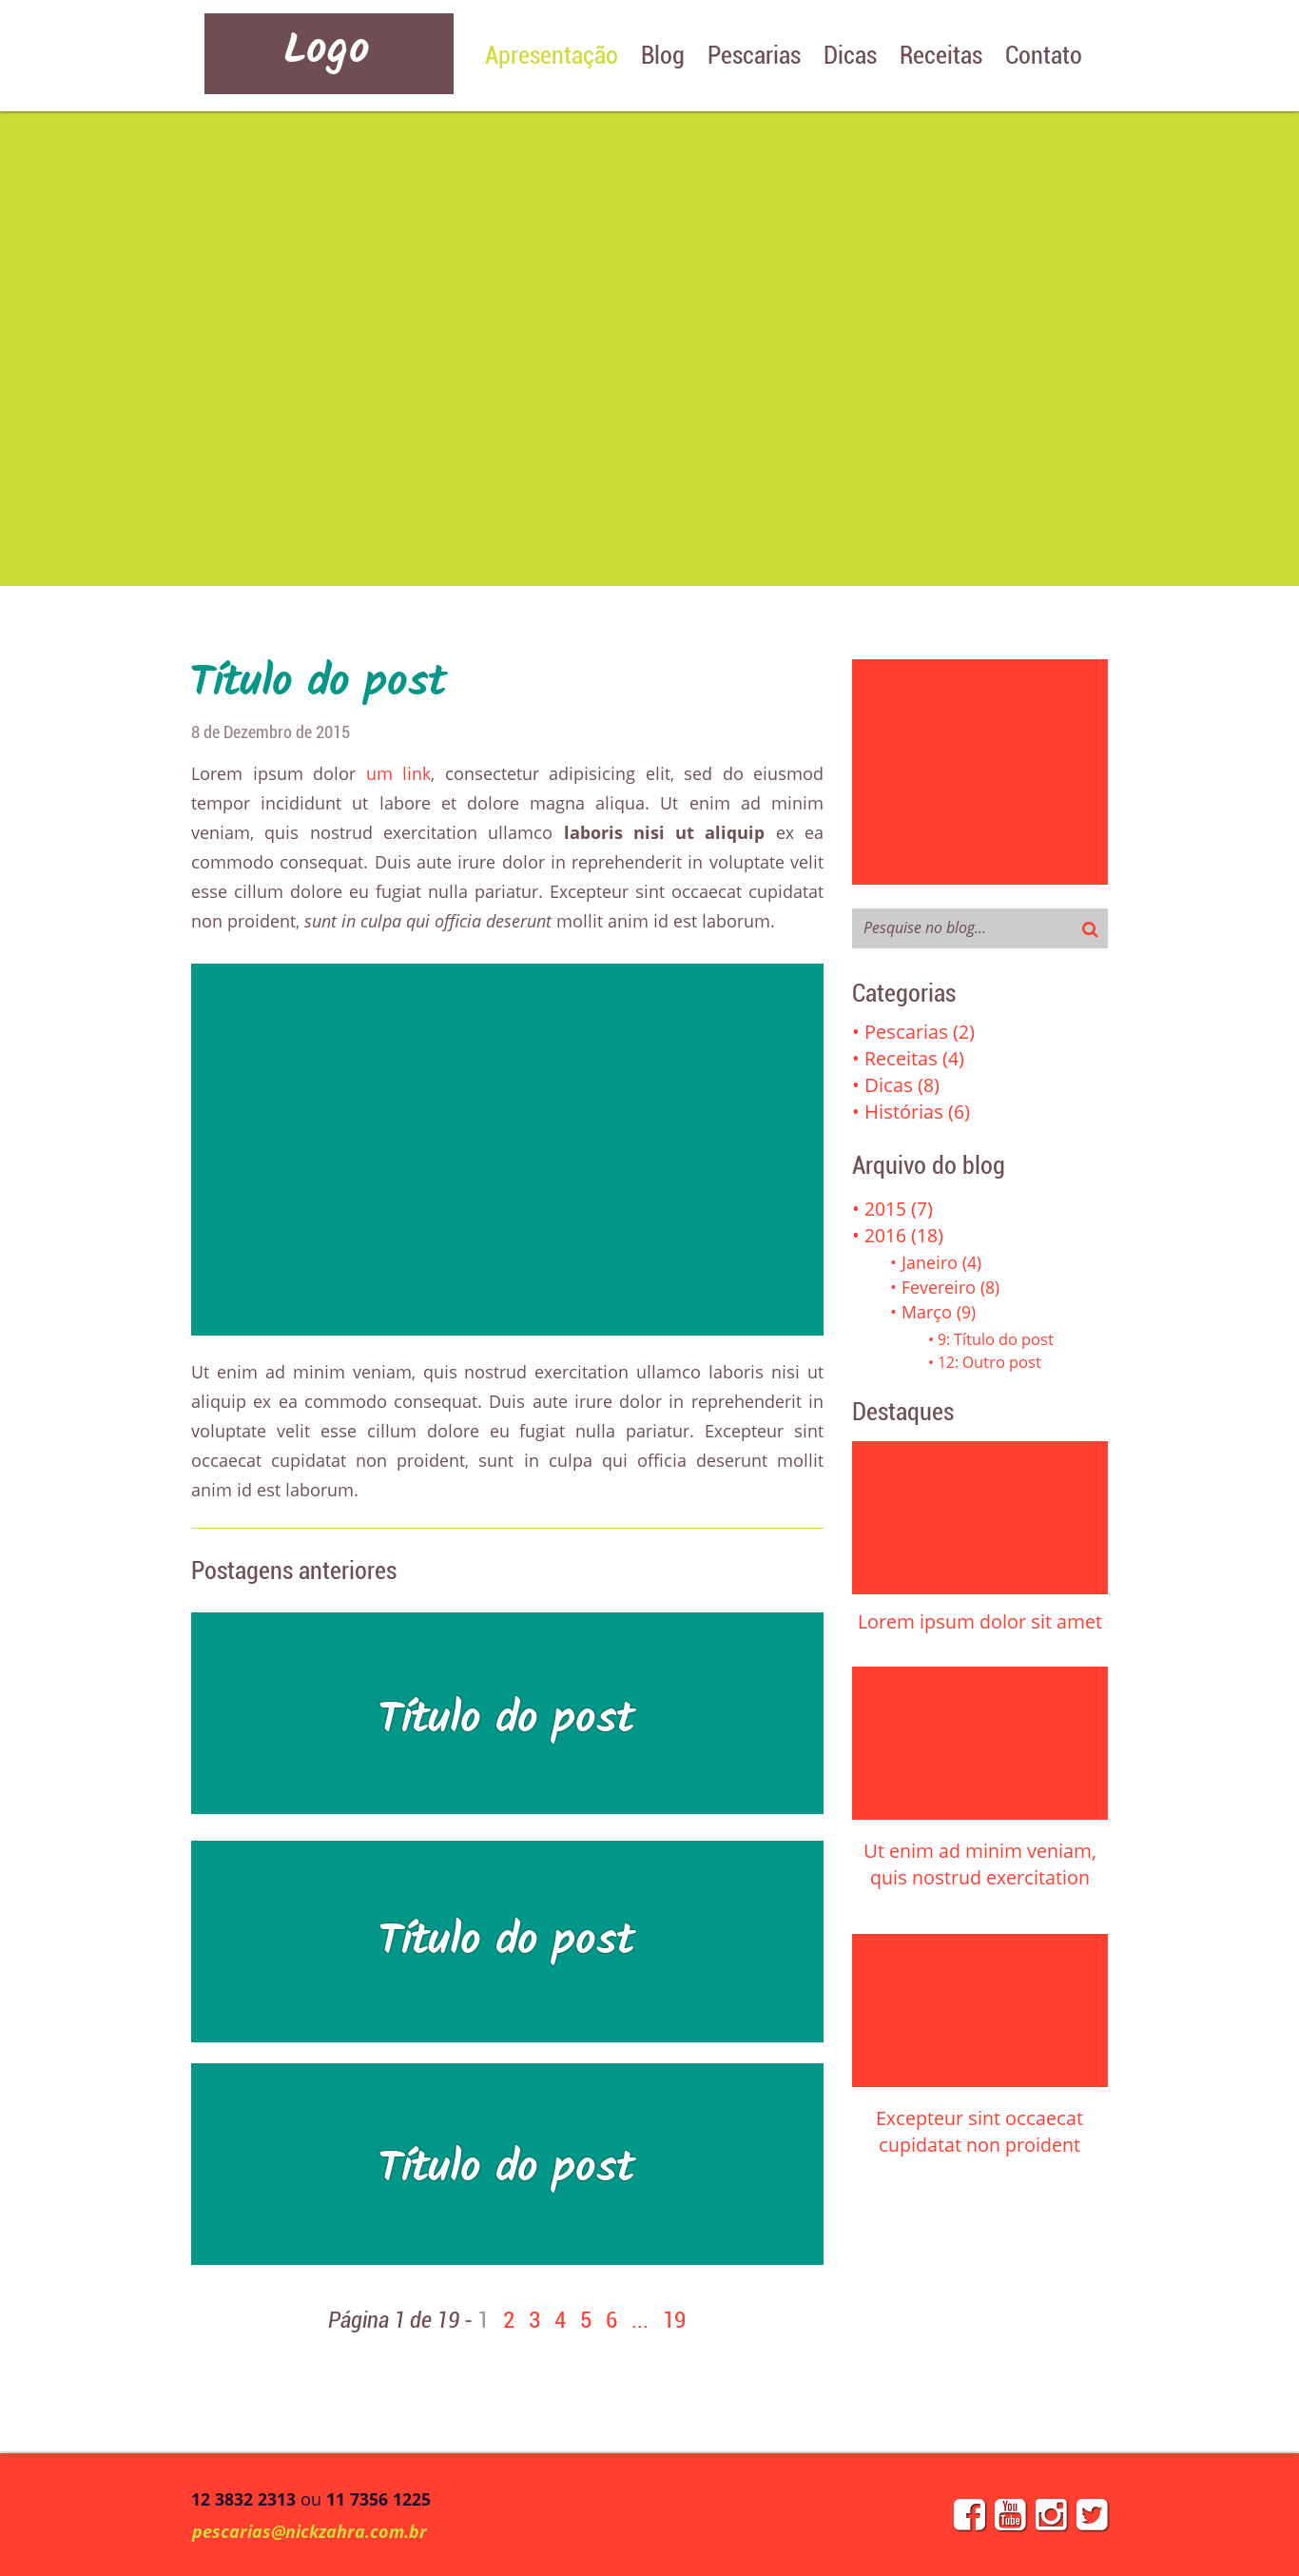 Logo
Apresentação Blog Pescarias Dicas Receitas Contato
Título do post
8 de Dezembro de 2015
Lorem ipsum dolor um link, consectetur adipisicing elit, sed do eiusmod
tempor incididunt ut labore et dolore magna aliqua. Ut enim ad minim
veniam, quis nostrud exercitation ullamco laboris nisi ut aliquip ex ea
commodo consequat. Duis aute irure dolor in reprehenderit in voluptate velit
esse cillum dolore eu fugiat nulla pariatur. Excepteur sint occaecat cupidatat
non proident, sunt in culpa qui officia deserunt mollit anim id est laborum.
Ut enim ad minim veniam, quis nostrud exercitation ullamco laboris nisi ut
aliquip ex ea commodo consequat. Duis aute irure dolor in reprehenderit in
voluptate velit esse cillum dolore eu fugiat nulla pariatur. Excepteur sint
occaecat cupidatat non proident, sunt in culpa qui officia deserunt mollit
anim id est laborum.
Postagens anteriores
Título do post
Título do post
Título do post
Página 1 de 19 - 1 2 3 4 5 6 ... 19
Pesquise no blog...
Categorias
• Pescarias (2)
• Receitas (4)
• Dicas (8)
• Histórias (6)
Arquivo do blog
• 2015 (7)
• 2016 (18)
• Janeiro (4)
• Fevereiro (8)
• Março (9)
• 9: Título do post
• 12: Outro post
Destaques
Lorem ipsum dolor sit amet
Ut enim ad minim veniam,
quis nostrud exercitation
Excepteur sint occaecat
cupidatat non proident
12 3832 2313 ou 11 7356 1225
pescarias@nickzahra.com.br
You
Tube